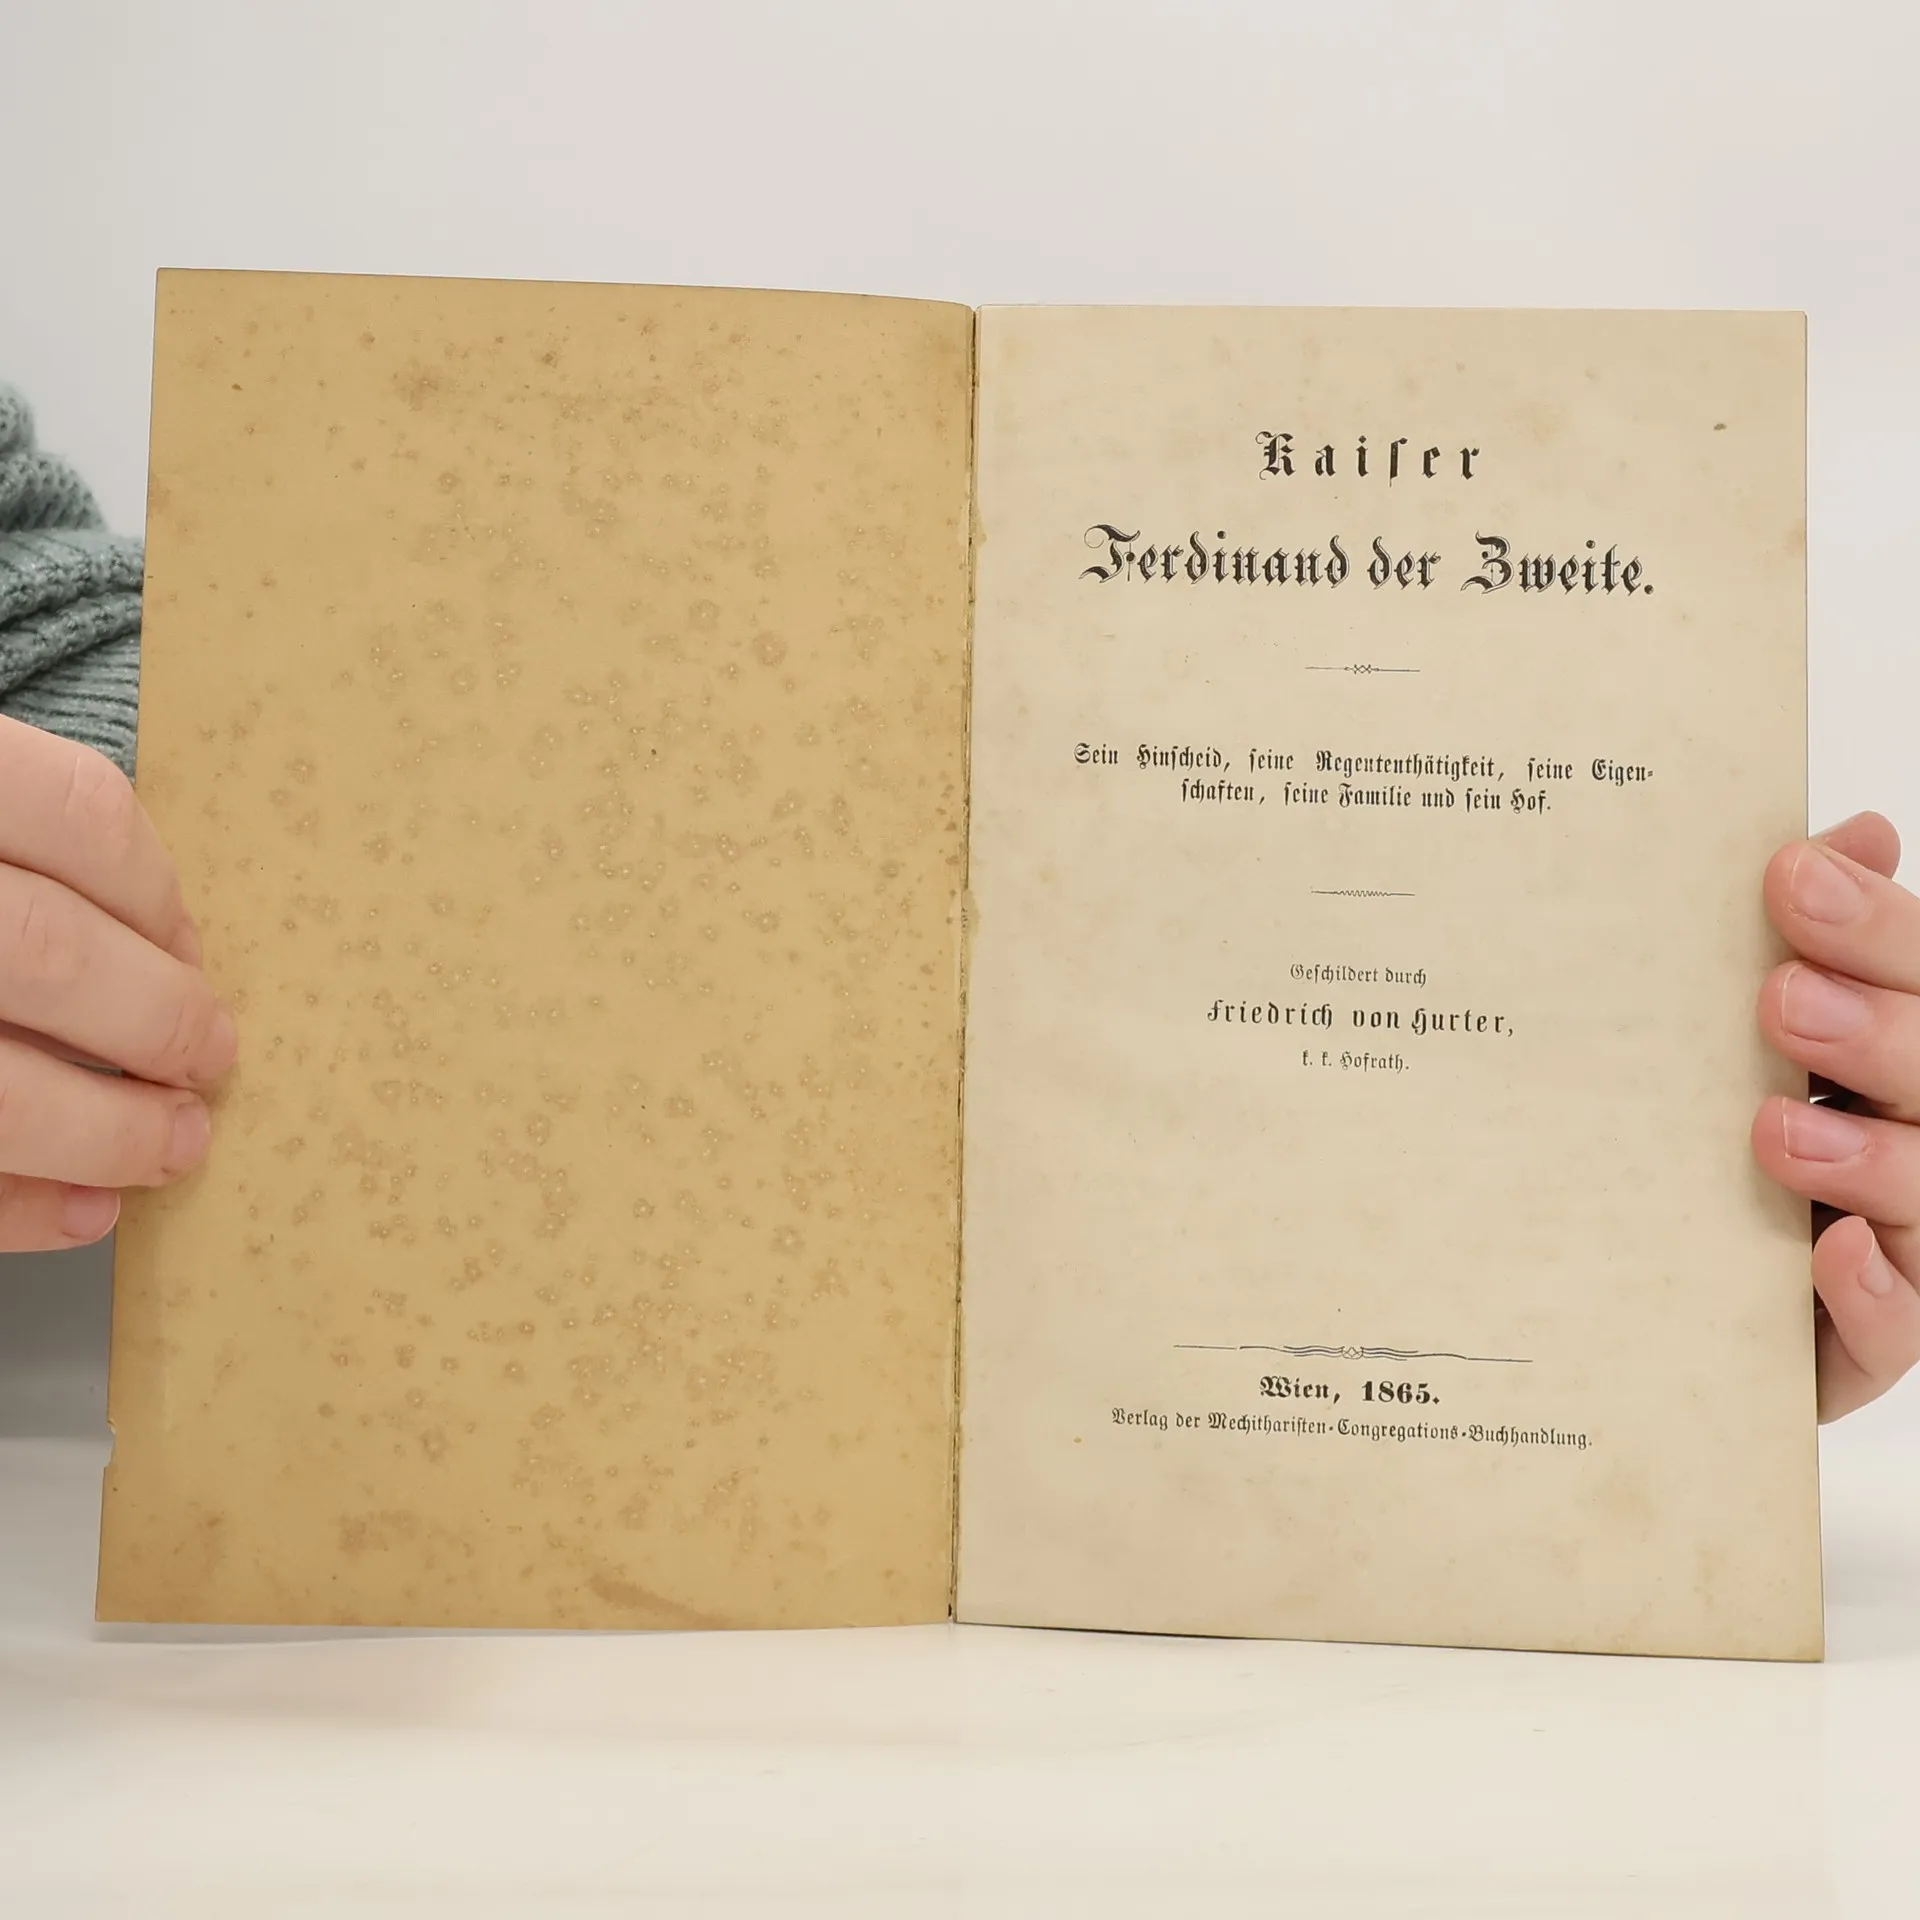 Kaiſer
Ferdinand der Zweite.
Sein Hinſcheid, ſeine Regententhätigkeit, ſeine Eigen-
ſchaften, ſeine Familie und ſein Hof.
Geſchildert durch
Friedrich von Hurter,
k. k. Hofrath.
Wien, 1865.
Verlag der Mechithariſten-Congregations-Buchhandlung.